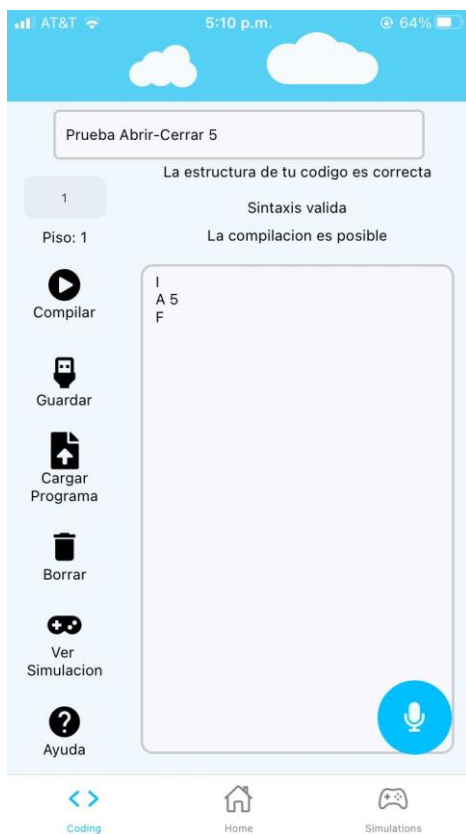 AT&T 5:10 p.m. 64%
Prueba Abrir-Cerrar 5
La estructura de tu codigo es correcta
1
Sintaxis valida
Piso: 1
La compilacion es posible
I
A 5
F
Compilar
Guardar
Cargar
Programa
Borrar
Ver
Simulacion
Ayuda
Coding
Home
Simulations